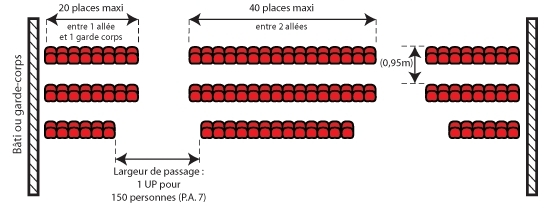 20 places maxi
40 places maxi
entre 1 allée
et 1 garde corps
entre 2 allées
(0,95m)
Bâti ou garde-corps
Largeur de passage :
1 UP pour
150 personnes (P.A. 7)